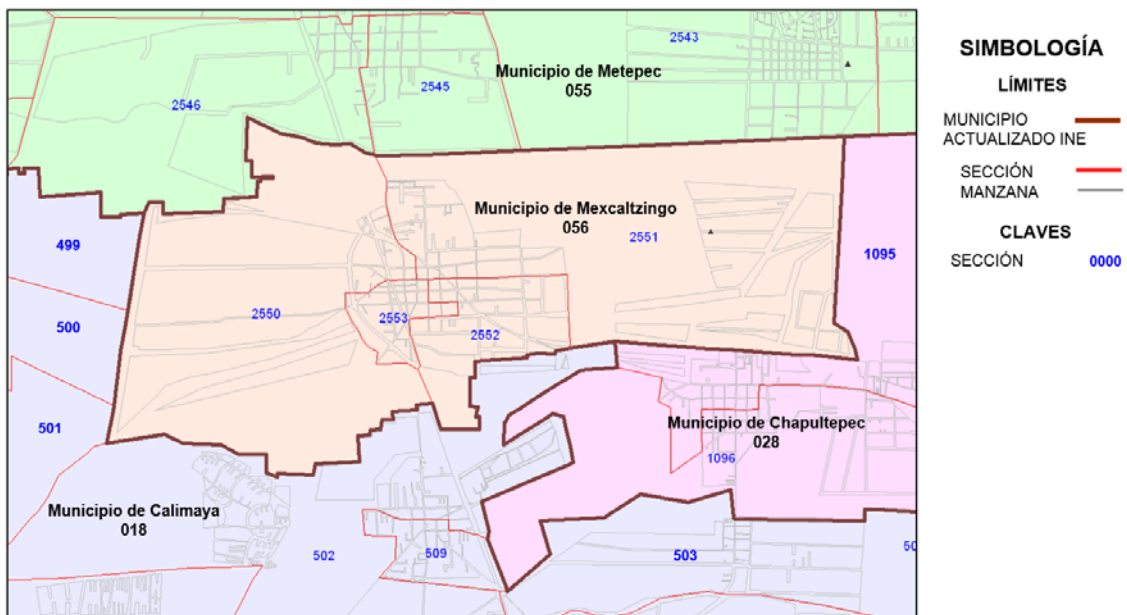 2543
Municipio de Metepec
055
2545
2546
Municipio de Mexcaltzingo
056
2551
499
1095
2550
500
2553
2552
501
Municipio de Chapultepec
028
1096
Municipio de Calimaya
018
502
509
503
50
SIMBOLOGÍA
LÍMITES
MUNICIPIO
ACTUALIZADO INE
SECCIÓN
MANZANA
CLAVES
SECCIÓN 0000